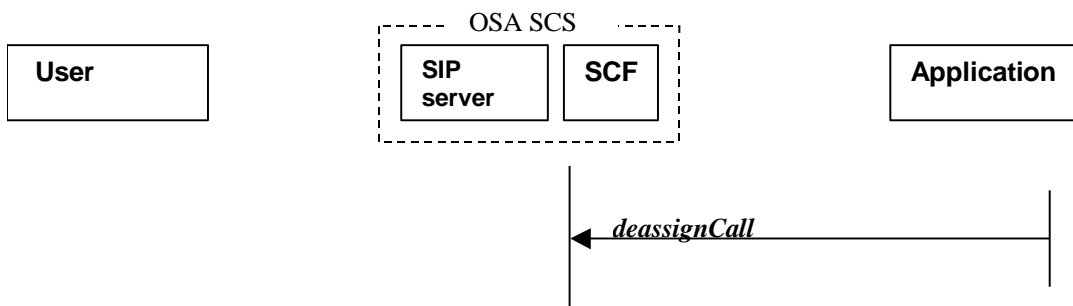 OSA SCS
User
SIP
server
SCF
Application
deassignCall